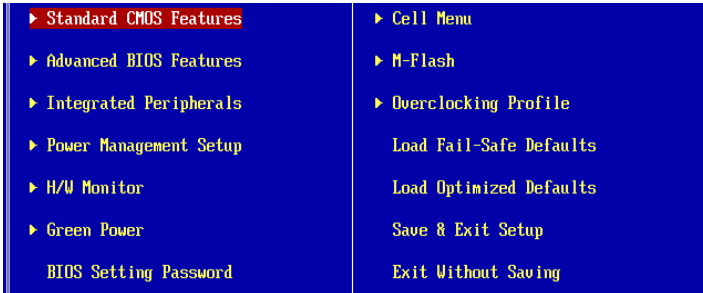 Standard CMOS Features
Advanced BIOS Features
Integrated Peripherals
Power Management Setup
H/W Monitor
Green Power
BIOS Setting Password
Cell Menu
M-Flash
Overclocking Profile
Load Fail-Safe Defaults
Load Optimized Defaults
Save & Exit Setup
Exit Without Saving